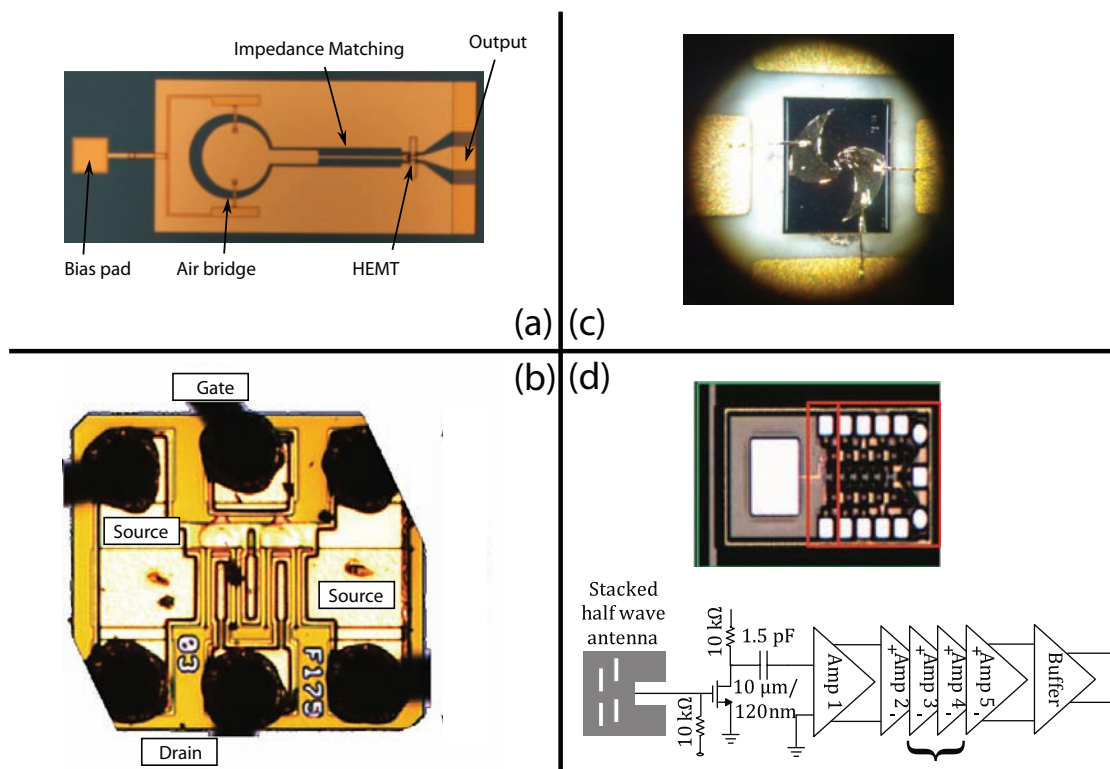 Impedance Matching
Output
Bias pad
Air bridge
HEMT
(a)
(c)
(b)
(d)
Gate
Source
Source
03
F175
Drain
Stacked
half wave
antenna
10 kΩ
1.5 pF
10 kΩ
10 μm/
120nm
Amp 1
+Amp 2-
+Amp 3-
+Amp 4-
+Amp 5-
Buffer